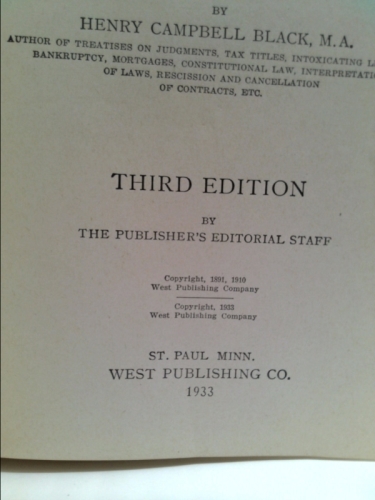 BY
HENRY CAMPBELL BLACK, M.A.
AUTHOR OF TREATISES ON JUDGMENTS, TAX TITLES, INTOXICATING
BANKRUPTCY, MORTGAGES, CONSTITUTIONAL LAW,
OF LAWS, RESCISSION AND CANCELLATION
OF CONTRACTS, ETC.
THIRD EDITION
BY
THE PUBLISHER'S EDITORIAL STAFF
Copyright, 1891, 1910
West Publishing Company
Copyright, 1933
West Publishing Company
ST. PAUL MINN.
WEST PUBLISHING CO.
1933